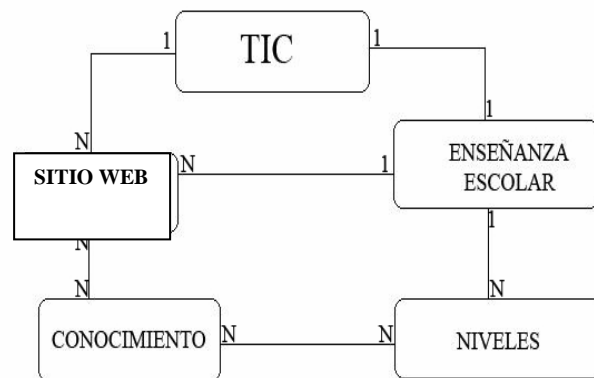 1 TIC 1
N 1
SITIO WEB N 1 ENSEÑANZA
ESCOLAR
N 1
N N
CONOCIMIENTO N N NIVELES